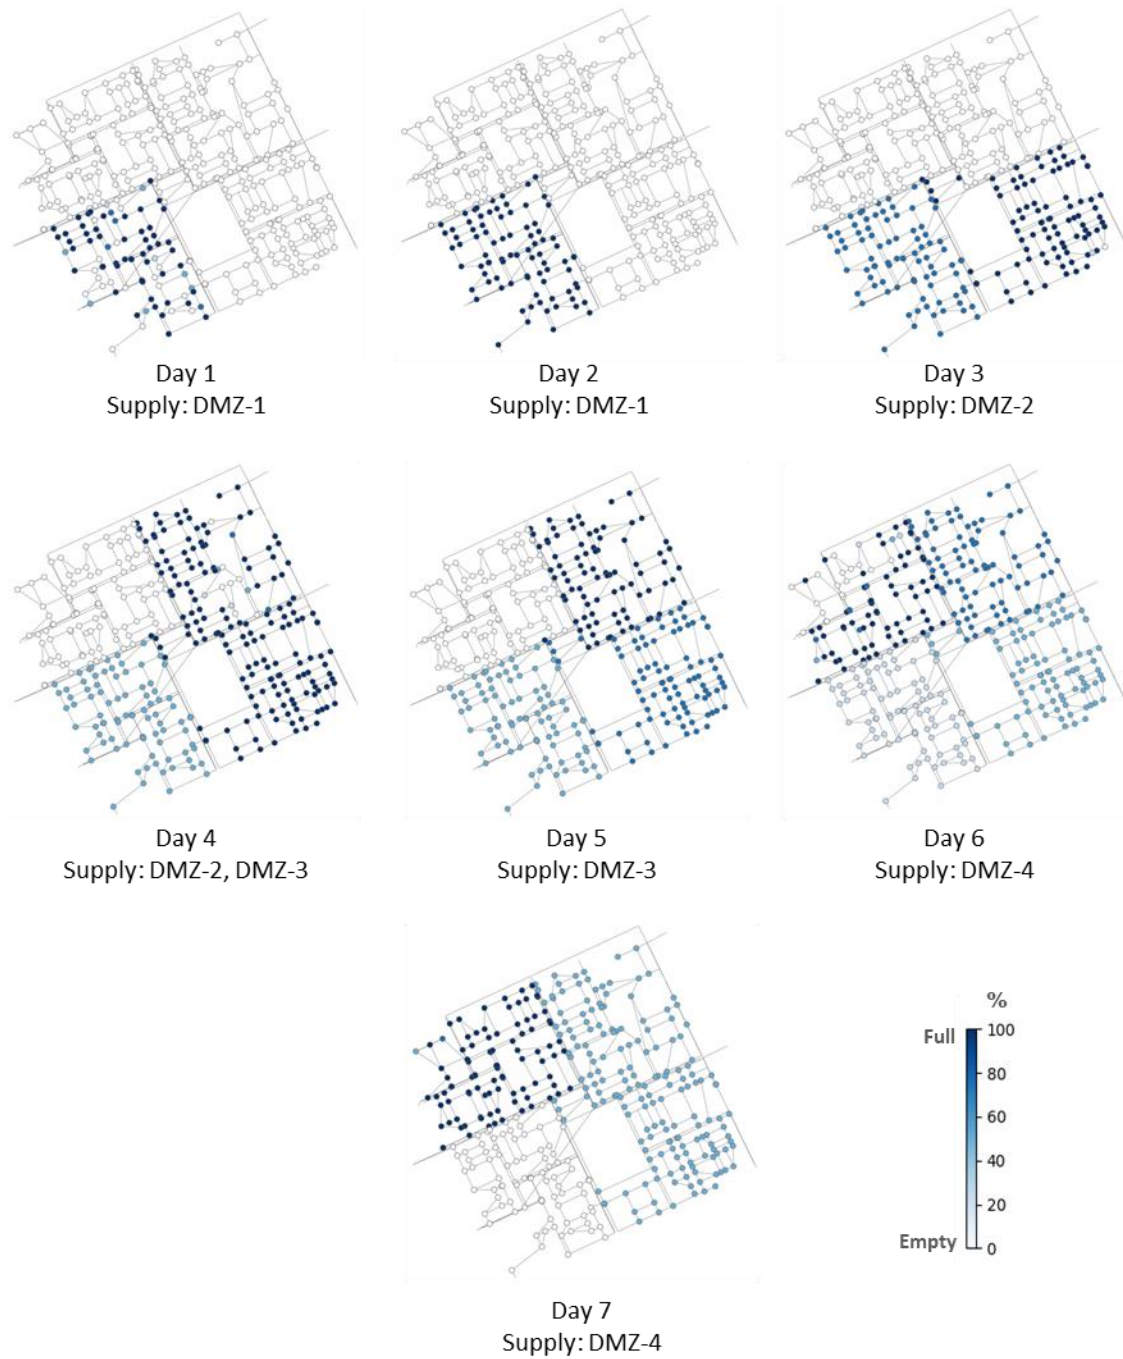 Day 1
Supply: DMZ-1
Day 2
Supply: DMZ-1
Day 3
Supply: DMZ-2
Day 4
Supply: DMZ-2, DMZ-3
Day 5
Supply: DMZ-3
Day 6
Supply: DMZ-4
Day 7
Supply: DMZ-4
%
Full
100
80
60
40
20
Empty
0